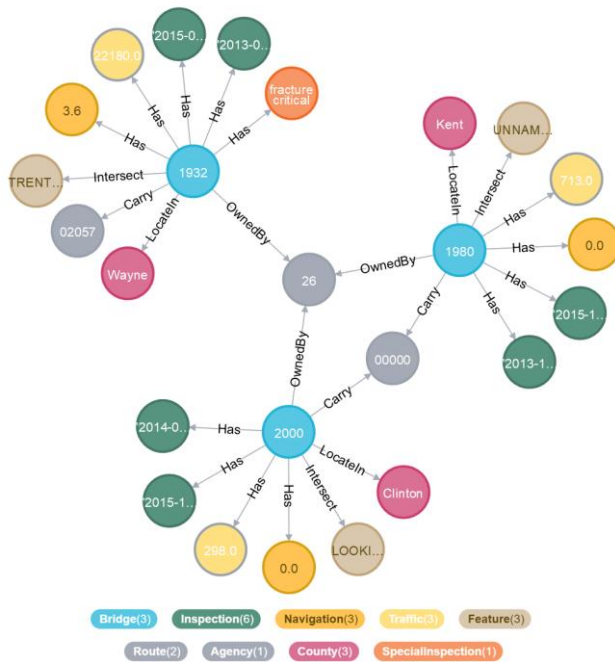 "2015-0...
"2013-0...
22180.0
fracture
critical
3.6
Has
Has
Has
Has
Has
TRENT...
Intersect
1932
02057
Carry
LocateIn
Wayne
OwnedBy
Kent
UNNAM...
LocateIn
Intersect
713.0
Has
1980
Has
0.0
OwnedBy
26
Has
Has
"2015-1...
Carry
"2013-1...
00000
OwnedBy
Carry
"2014-0...
Has
2000
LocateIn
Has
Clinton
"2015-1...
Has
Has
Intersect
298.0
0.0
LOOKI...
Bridge(3)
Inspection(6)
Navigation(3)
Traffic(3)
Feature(3)
Route(2)
Agency(1)
County(3)
Specialinspection(1)